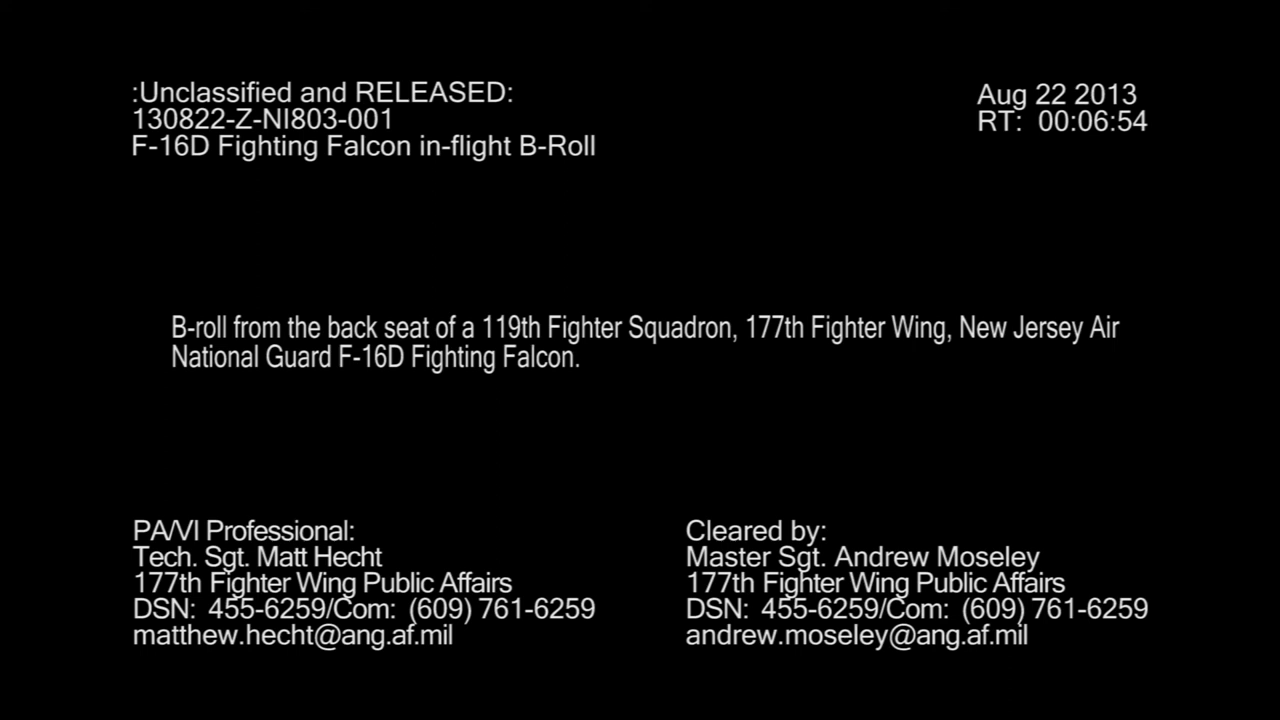 :Unclassified and RELEASED:
130822-Z-NI803-001
F-16D Fighting Falcon in-flight B-Roll
Aug 22 2013
RT: 00:06:54
B-roll from the back seat of a 119th Fighter Squadron, 177th Fighter Wing, New Jersey Air
National Guard F-16D Fighting Falcon.
PA/VI Professional:
Tech. Sgt. Matt Hecht
177th Fighter Wing Public Affairs
DSN: 455-6259/Com: (609) 761-6259
matthew.hecht@ang.af.mil
Cleared by:
Master Sgt. Andrew Moseley
177th Fighter Wing Public Affairs
DSN: 455-6259/Com: (609) 761-6259
andrew.moseley@ang.af.mil